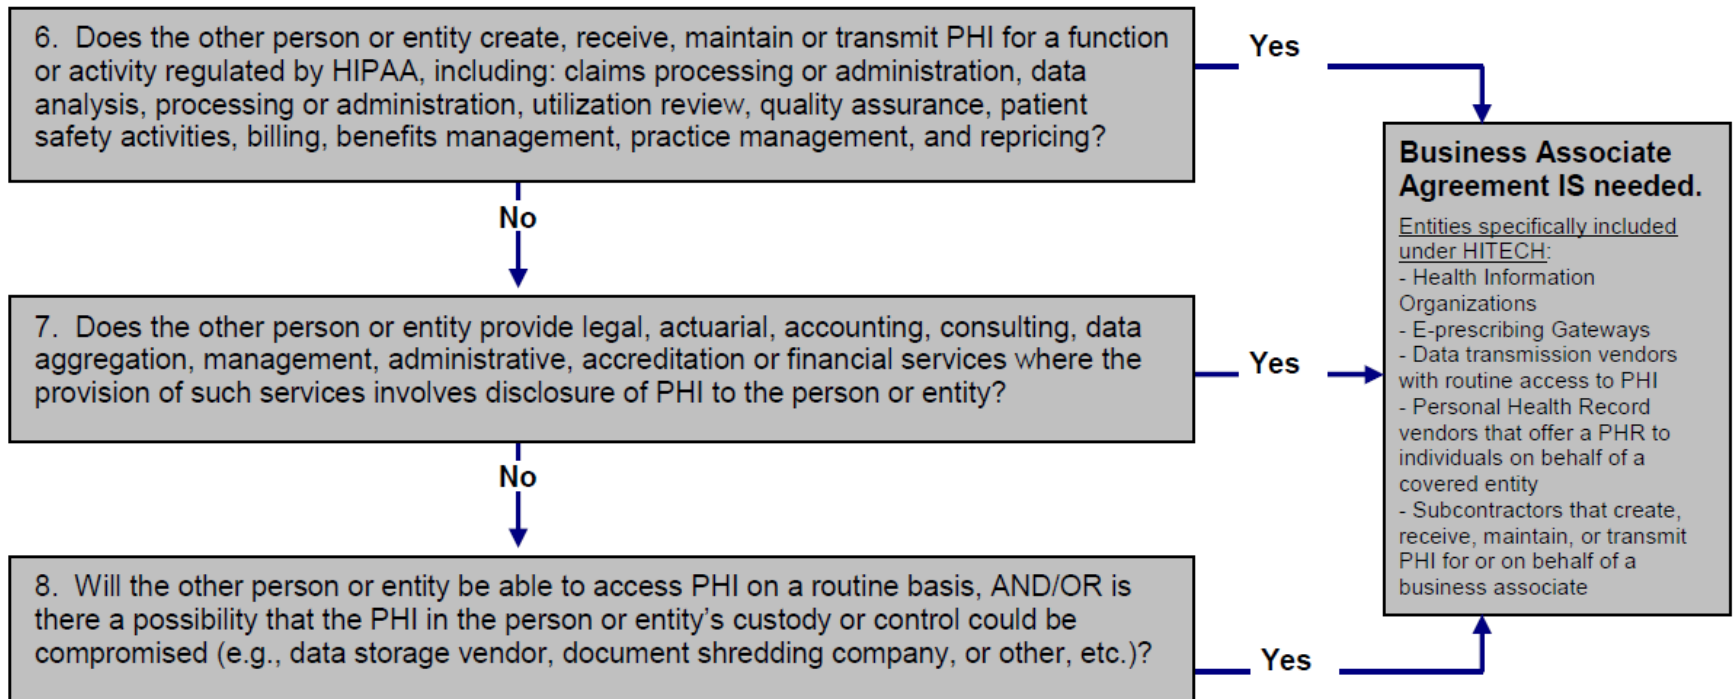 6.  Does the other person or entity create, receive, maintain or transmit PHI for a function
or activity regulated by HIPAA, including: claims processing or administration, data
analysis, processing or administration, utilization review, quality assurance, patient
safety activities, billing, benefits management, practice management, and repricing?
Yes
No
7.  Does the other person or entity provide legal, actuarial, accounting, consulting, data
aggregation, management, administrative, accreditation or financial services where the
provision of such services involves disclosure of PHI to the person or entity?
Yes
No
8.  Will the other person or entity be able to access PHI on a routine basis, AND/OR is
there a possibility that the PHI in the person or entity’s custody or control could be
compromised (e.g., data storage vendor, document shredding company, or other, etc.)?
Yes
Business Associate
Agreement IS needed.
Entities specifically included
under HITECH:
- Health Information
Organizations
- E-prescribing Gateways
- Data transmission vendors
with routine access to PHI
- Personal Health Record
vendors that offer a PHR to
individuals on behalf of a
covered entity
- Subcontractors that create,
receive, maintain, or transmit
PHI for or on behalf of a
business associate